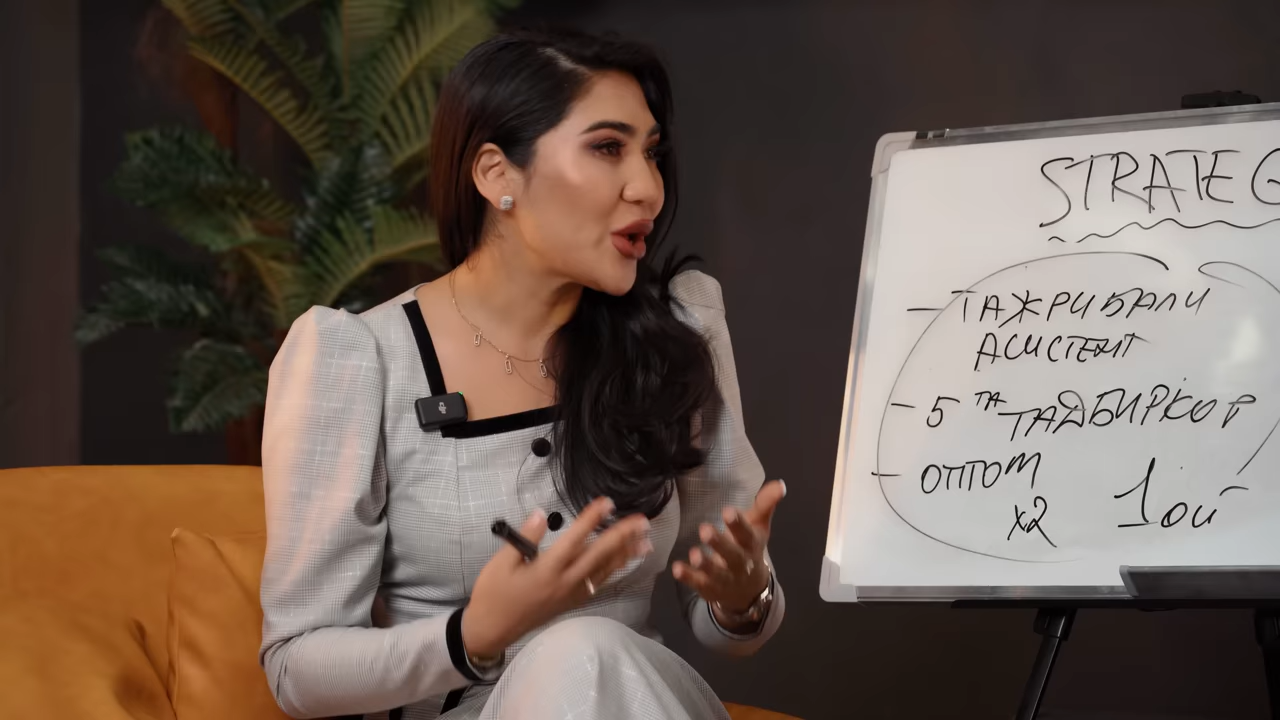 STRATEG
- ТАЖРИБАЛИ
АСИСТЕНТ
- 5 ТА ТАДБИРКОР
- ОПТОМ
x2 1ой